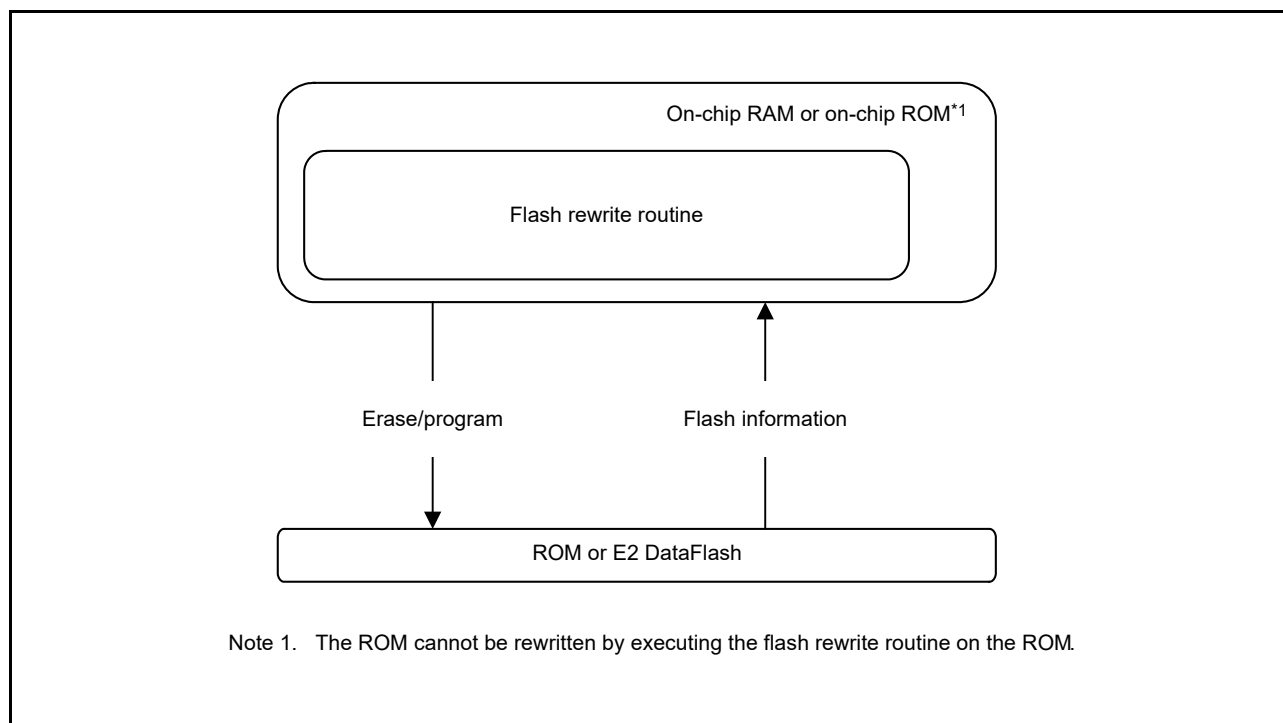 On-chip RAM or on-chip ROM*1
Flash rewrite routine
Erase/program
Flash information
ROM or E2 DataFlash
Note 1. The ROM cannot be rewritten by executing the flash rewrite routine on the ROM.